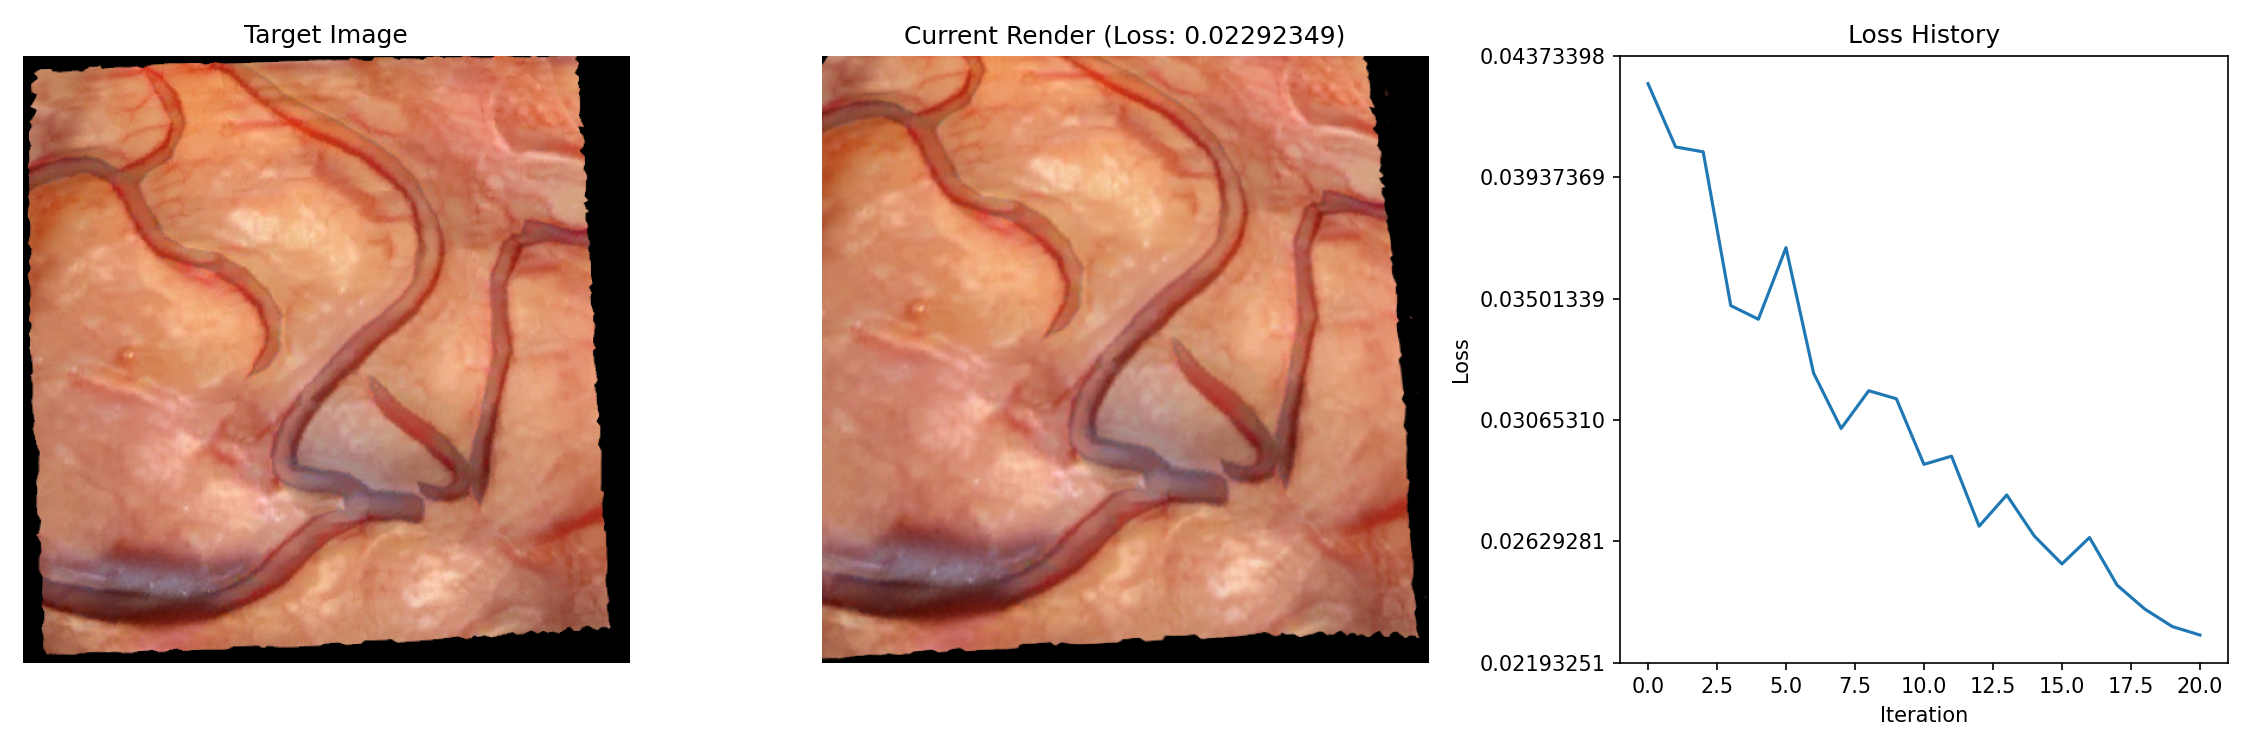 Target Image
Current Render (Loss: 0.02292349)
Loss History
0.04373398
0.03937369
0.03501339
0.03065310
0.02629281
0.02193251
Loss
0.0 2.5 5.0 7.5 10.0 12.5 15.0 17.5 20.0
Iteration